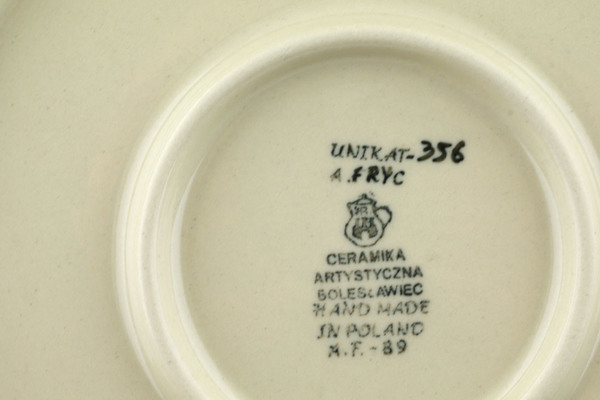 UNIKAT-356
A.FRYC
CERAMIKA
ARTYSTYCZNA
BOLESŁAWIEC
HAND MADE
IN POLAND
A.F.-89